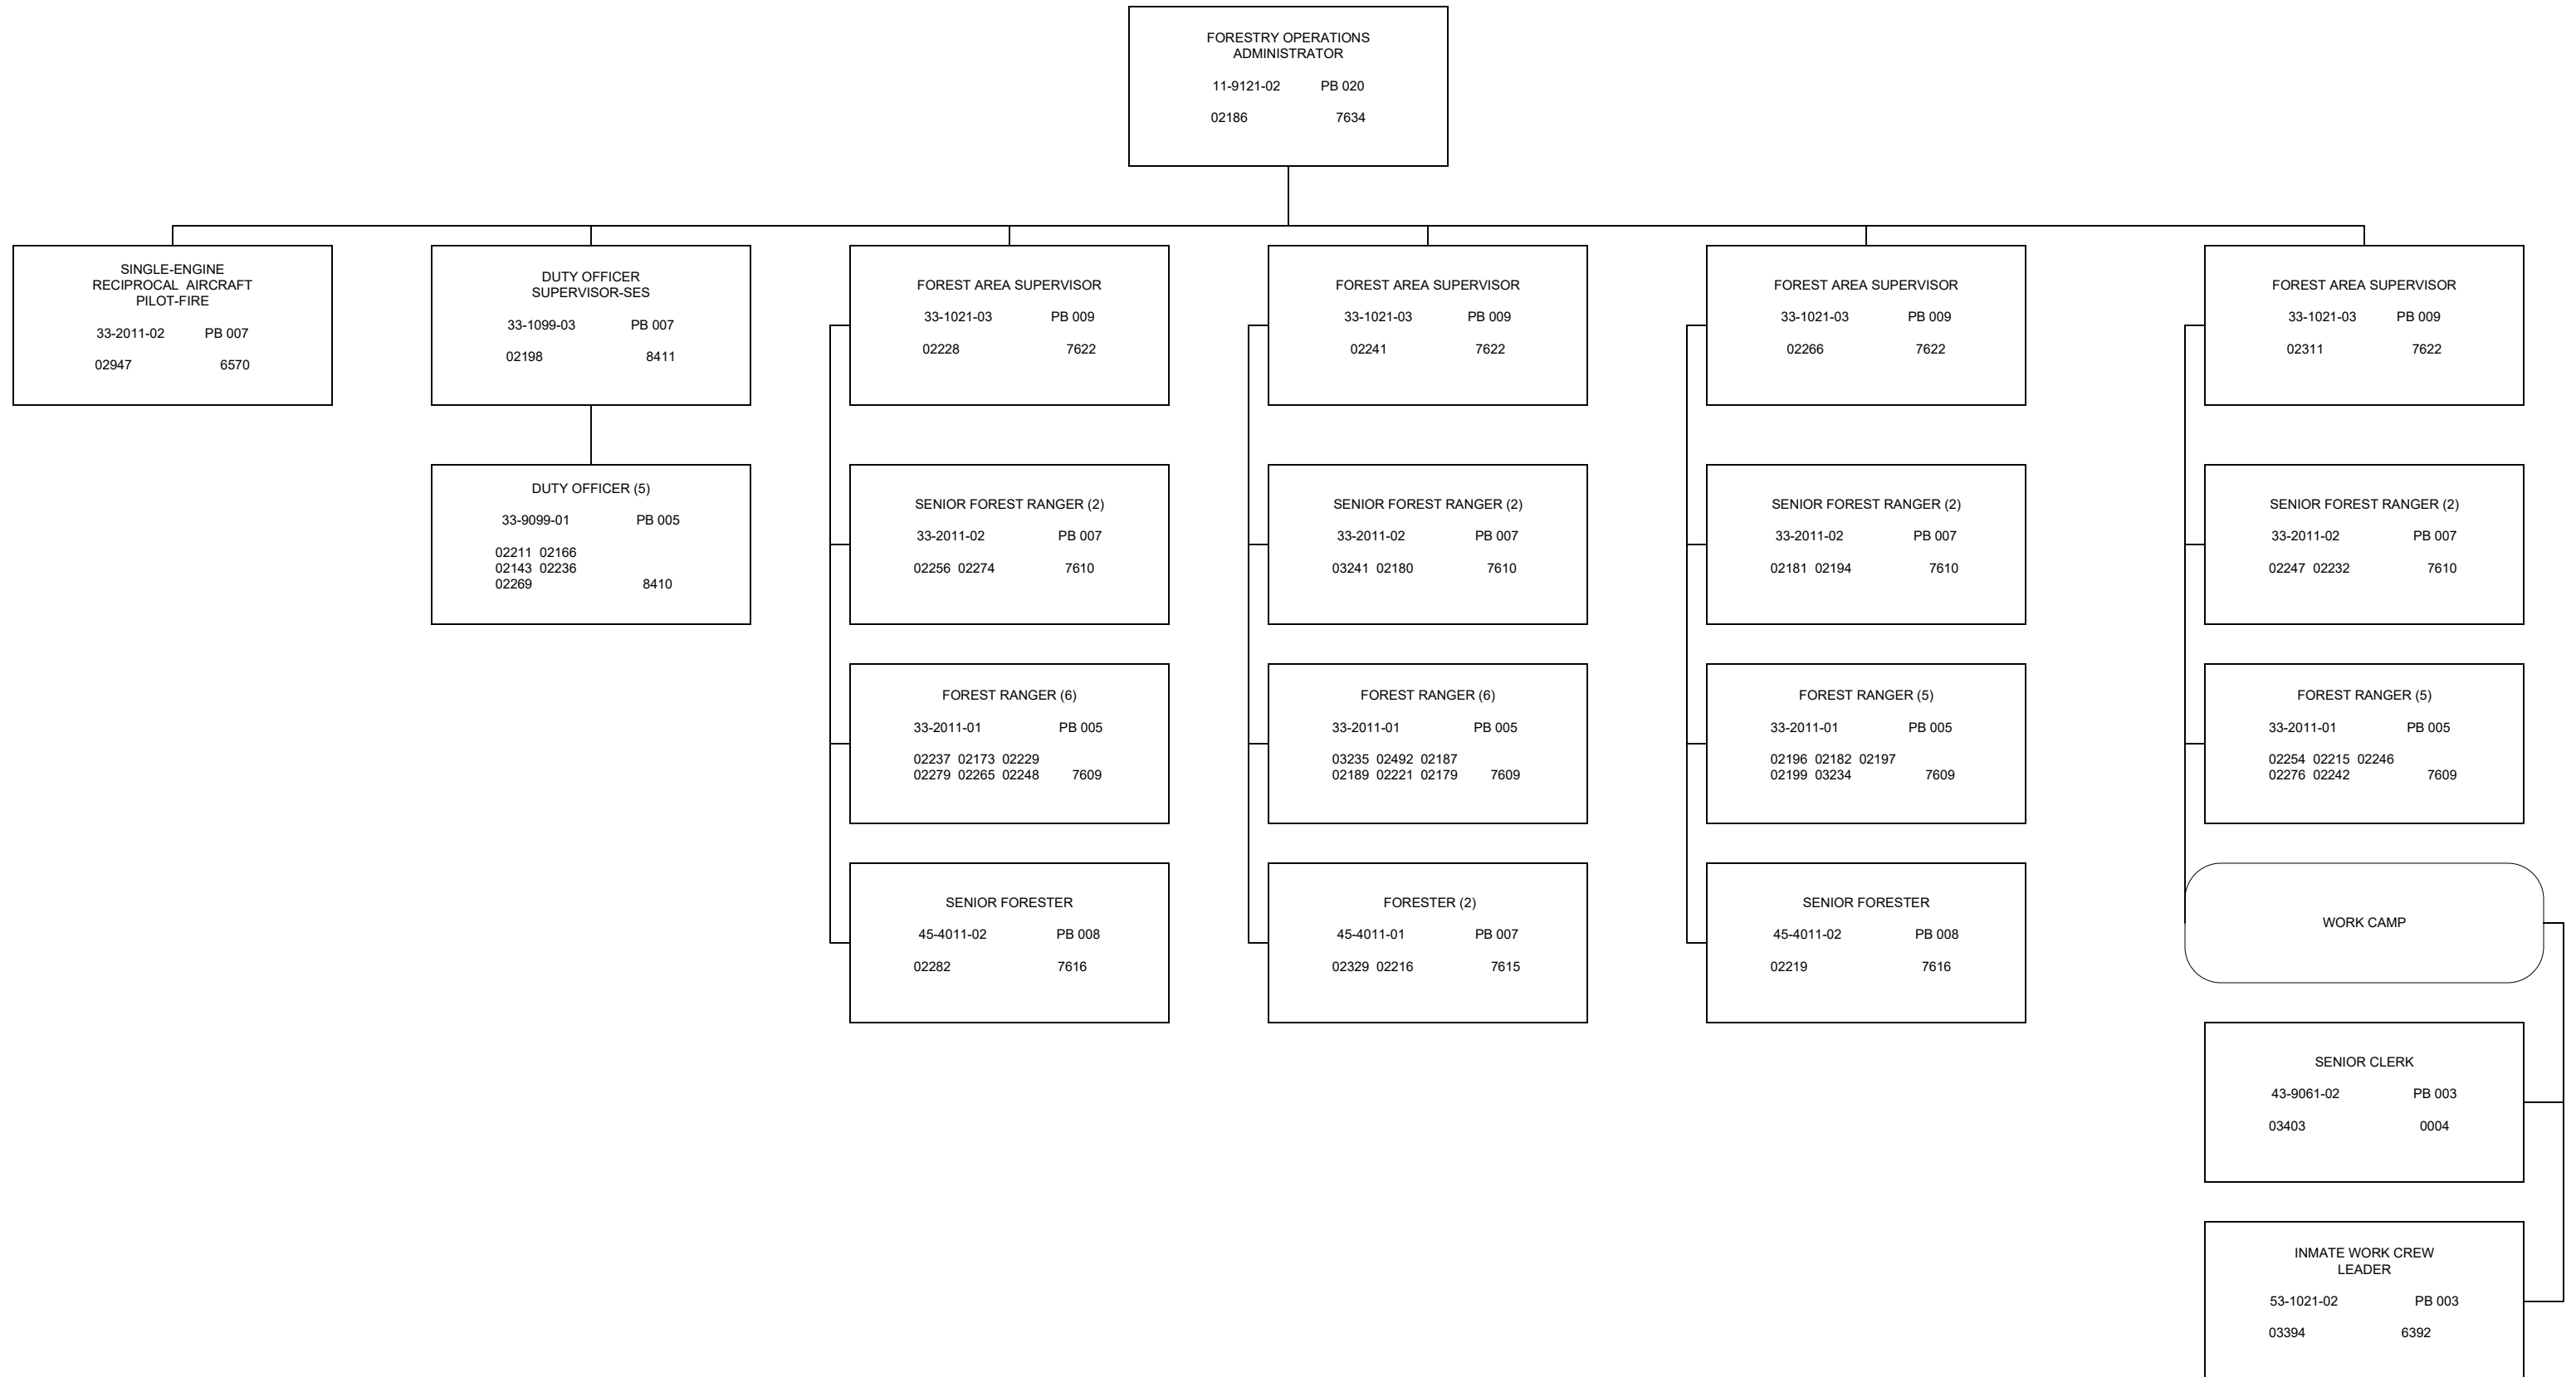 FORESTRY OPERATIONS
ADMINISTRATOR
11-9121-02 PB 020
02186 7634
SINGLE-ENGINE
RECIPROCAL AIRCRAFT
PILOT-FIRE
33-2011-02 PB 007
02947 6570
DUTY OFFICER
SUPERVISOR-SES
33-1099-03 PB 007
02198 8411
FOREST AREA SUPERVISOR
33-1021-03 PB 009
02228 7622
FOREST AREA SUPERVISOR
33-1021-03 PB 009
02241 7622
FOREST AREA SUPERVISOR
33-1021-03 PB 009
02266 7622
FOREST AREA SUPERVISOR
33-1021-03 PB 009
02311 7622
DUTY OFFICER (5)
33-9099-01 PB 005
02211 02166
02143 02236
02269 8410
SENIOR FOREST RANGER (2)
33-2011-02 PB 007
02256 02274 7610
SENIOR FOREST RANGER (2)
33-2011-02 PB 007
03241 02180 7610
SENIOR FOREST RANGER (2)
33-2011-02 PB 007
02181 02194 7610
SENIOR FOREST RANGER (2)
33-2011-02 PB 007
02247 02232 7610
FOREST RANGER (6)
33-2011-01 PB 005
02237 02173 02229
02279 02265 02248 7609
FOREST RANGER (6)
33-2011-01 PB 005
03235 02492 02187
02189 02221 02179 7609
FOREST RANGER (5)
33-2011-01 PB 005
02196 02182 02197
02199 03234 7609
FOREST RANGER (5)
33-2011-01 PB 005
02254 02215 02246
02276 02242 7609
SENIOR FORESTER
45-4011-02 PB 008
02282 7616
FORESTER (2)
45-4011-01 PB 007
02329 02216 7615
SENIOR FORESTER
45-4011-02 PB 008
02219 7616
WORK CAMP
SENIOR CLERK
43-9061-02 PB 003
03403 0004
INMATE WORK CREW
LEADER
53-1021-02 PB 003
03394 6392